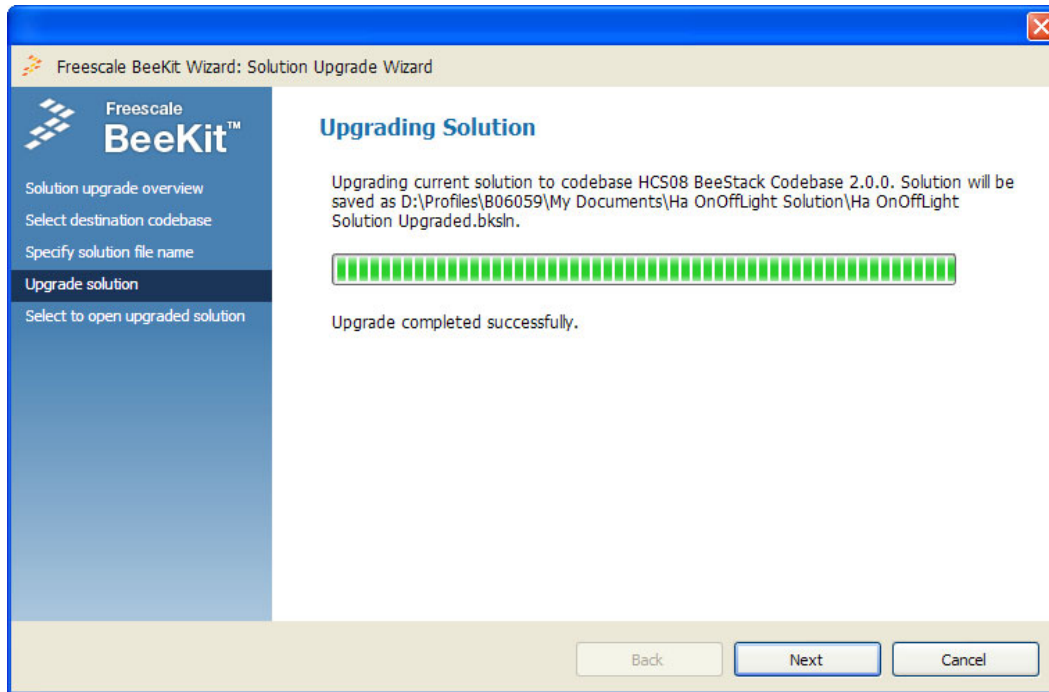 Freescale BeeKit Wizard: Solution Upgrade Wizard
Freescale
BeeKit™
Solution upgrade overview
Select destination codebase
Specify solution file name
Upgrade solution
Select to open upgraded solution
Upgrading Solution
Upgrading current solution to codebase HCS08 BeeStack Codebase 2.0.0. Solution will be
saved as D:\Profiles\B06059\My Documents\Ha OnOffLight Solution\Ha OnOffLight
Solution Upgraded.bksln.
Upgrade completed successfully.
Back
Next
Cancel